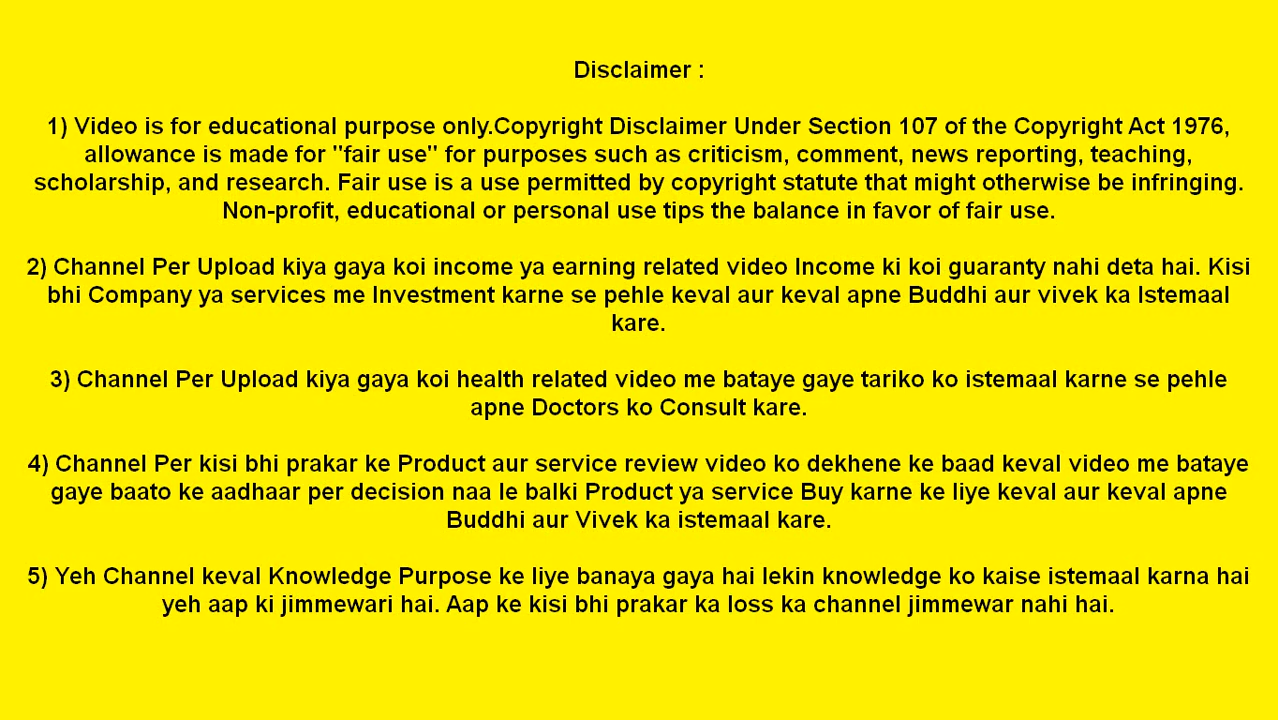 Disclaimer :
1) Video is for educational purpose only.Copyright Disclaimer Under Section 107 of the Copyright Act 1976,
allowance is made for "fair use" for purposes such as criticism, comment, news reporting, teaching,
scholarship, and research. Fair use is a use permitted by copyright statute that might otherwise be infringing.
Non-profit, educational or personal use tips the balance in favor of fair use.
2) Channel Per Upload kiya gaya koi income ya earning related video Income ki koi guaranty nahi deta hai. Kisi
bhi Company ya services me Investment karne se pehle keval aur keval apne Buddhi aur vivek ka Istemaal
kare.
3) Channel Per Upload kiya gaya koi health related video me bataye gaye tariko ko istemaal karne se pehle
apne Doctors ko Consult kare.
4) Channel Per kisi bhi prakar ke Product aur service review video ko dekhene ke baad keval video me bataye
gaye baato ke aadhaar per decision naa le balki Product ya service Buy karne ke liye keval aur keval apne
Buddhi aur Vivek ka istemaal kare.
5) Yeh Channel keval Knowledge Purpose ke liye banaya gaya hai lekin knowledge ko kaise istemaal karna hai
yeh aap ki jimmewari hai. Aap ke kisi bhi prakar ka loss ka channel jimmewar nahi hai.